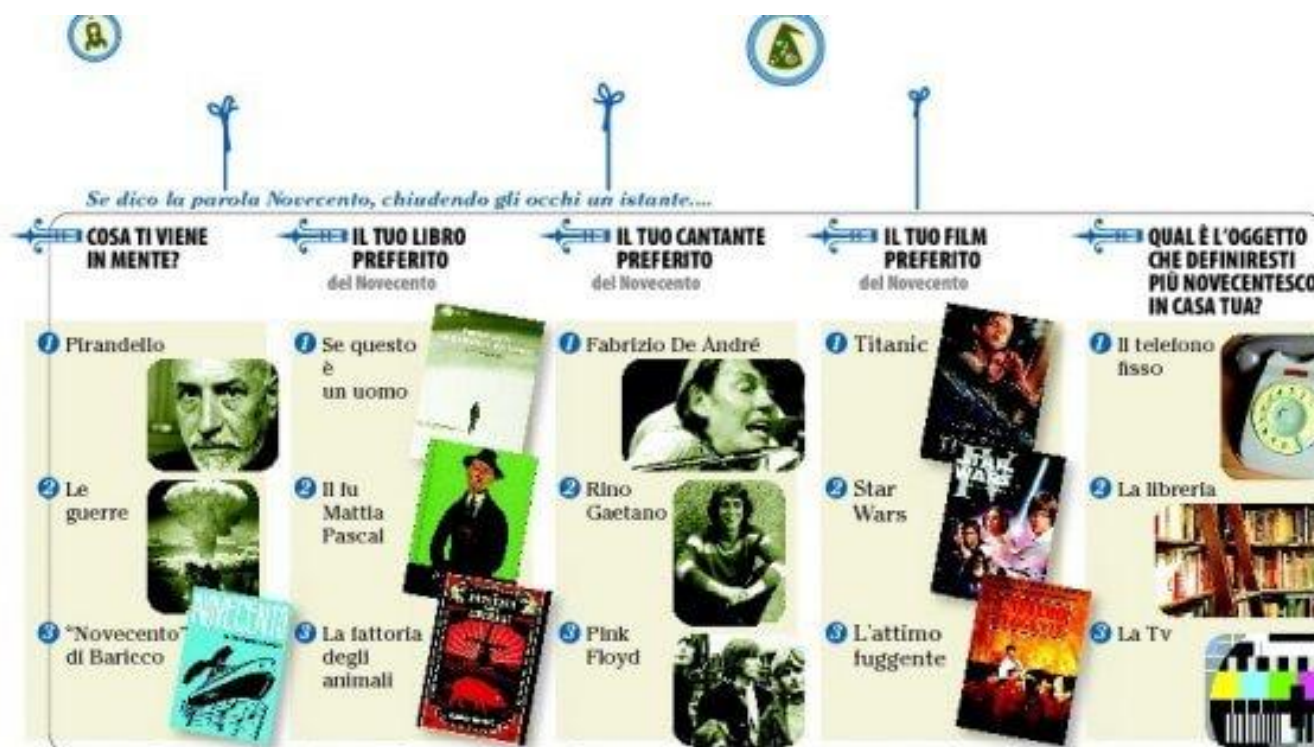 Se dico la parola Novecento, chiudendo gli occhi un istante....
COSA TI VIENE
IN MENTE?
1 Pirandello
2 Le
guerre
3 "Novecento"
di Baricco
NOVECENTO
IL TUO LIBRO
PREFERITO
del Novecento
1 Se questo
è
un uomo
2 Il fu
Mattia
Pascal
3 La fattoria
degli
animali
IL TUO CANTANTE
PREFERITO
del Novecento
1 Fabrizio De André
2 Rino
Gaetano
3 Pink
Floyd
IL TUO FILM
PREFERITO
del Novecento
1 Titanic
2 Star
Wars
STAR
WARS
3 L'attimo
fuggente
QUAL È L'OGGETTO
CHE DEFINIRESTI
PIÙ NOVECENTESCO
IN CASA TUA?
1 Il telefono
fisso
2 La libreria
3 La Tv